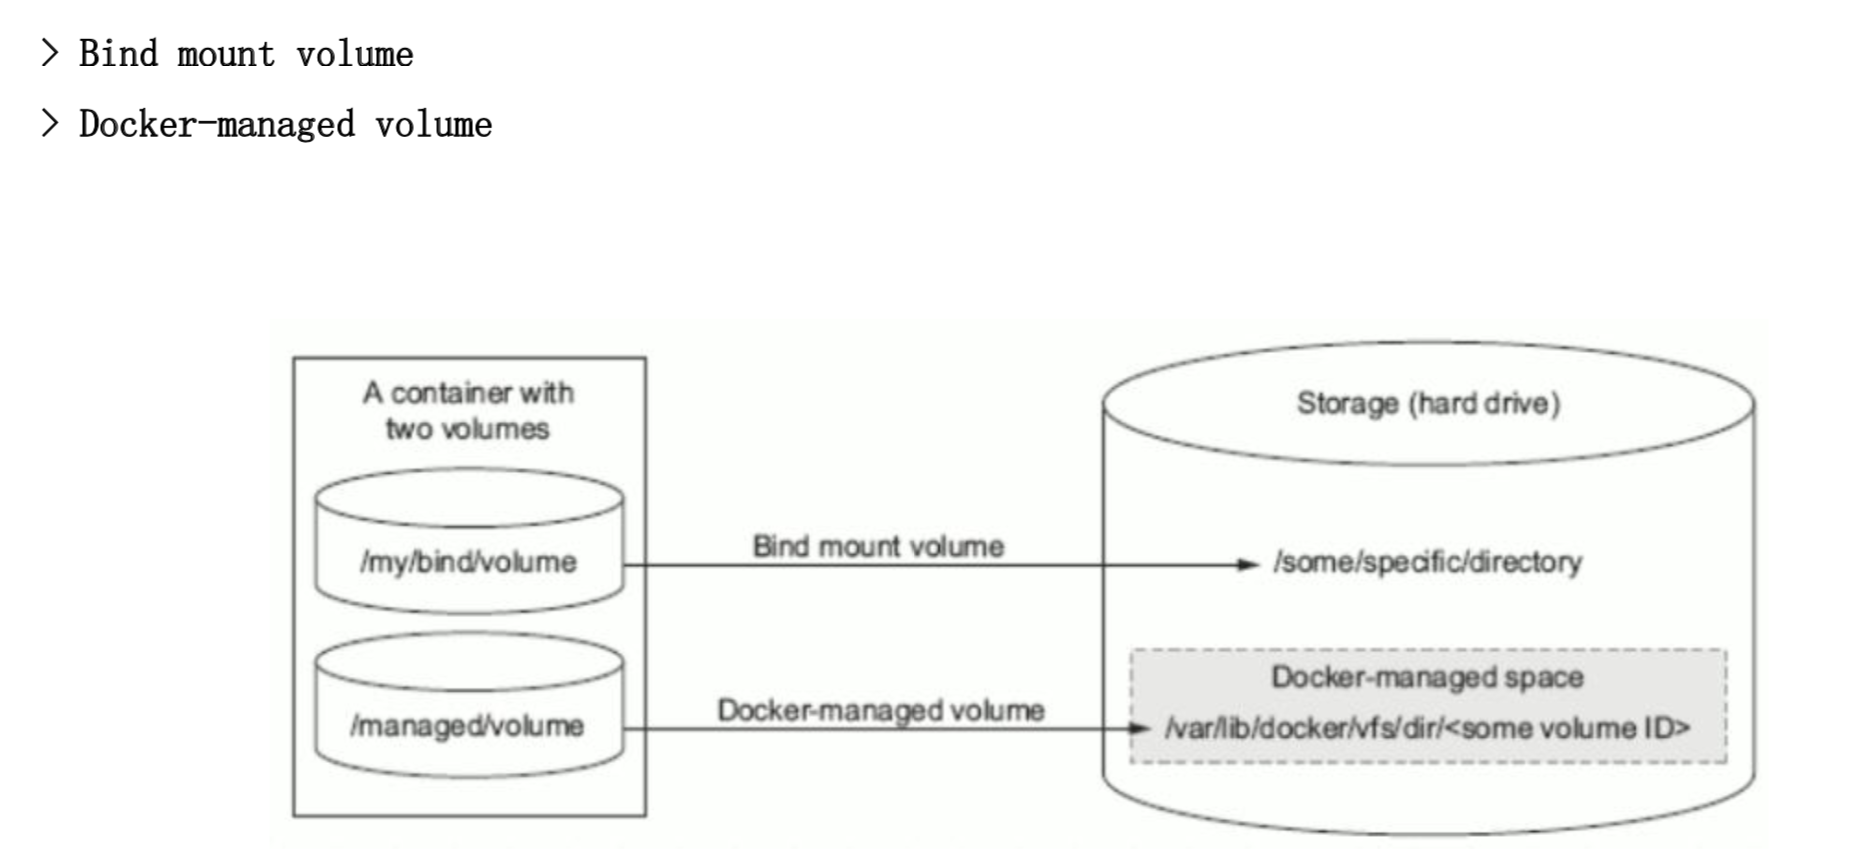 > Bind mount volume
> Docker-managed volume
A container with
two volumes
/my/bind/volume
/managed/volume
Bind mount volume
Docker-managed volume
Storage (hard drive)
/some/specific/directory
Docker-managed space
/var/lib/docker/vfs/dir/<some volume ID>